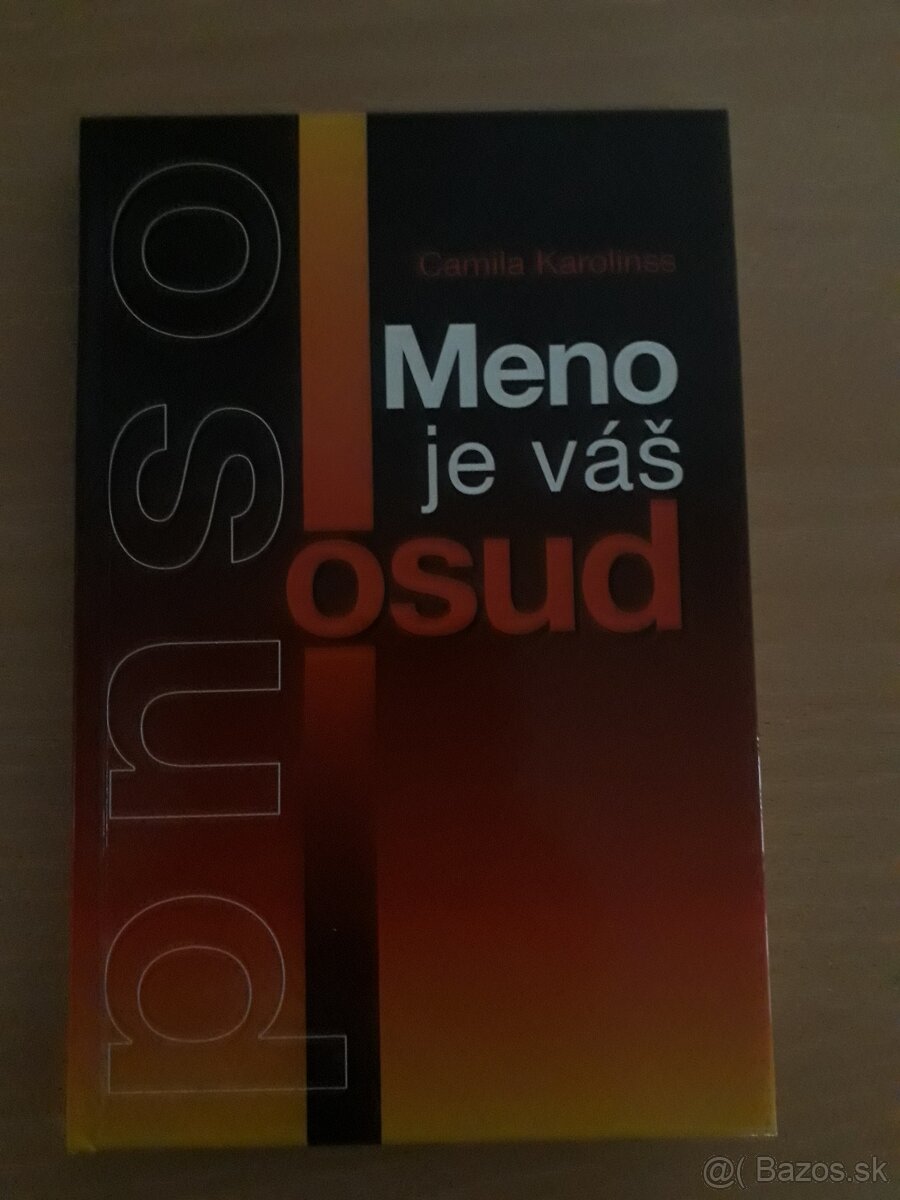 Camila Karolinss
Meno
je váš
osud
osud
@( Bazos.sk